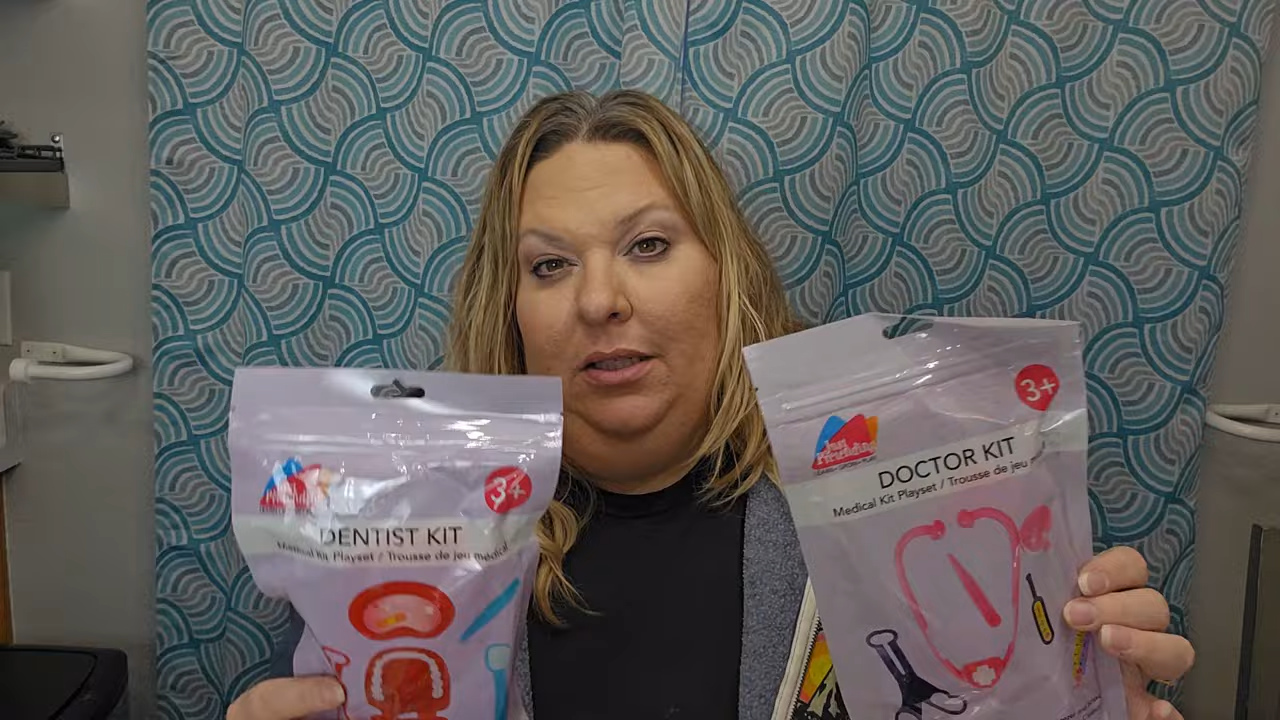 3+
DENTIST KIT
Medical Kit Playset / Trousse de jeu médical
3+
DOCTOR KIT
Medical Kit Playset / Trousse de jeu